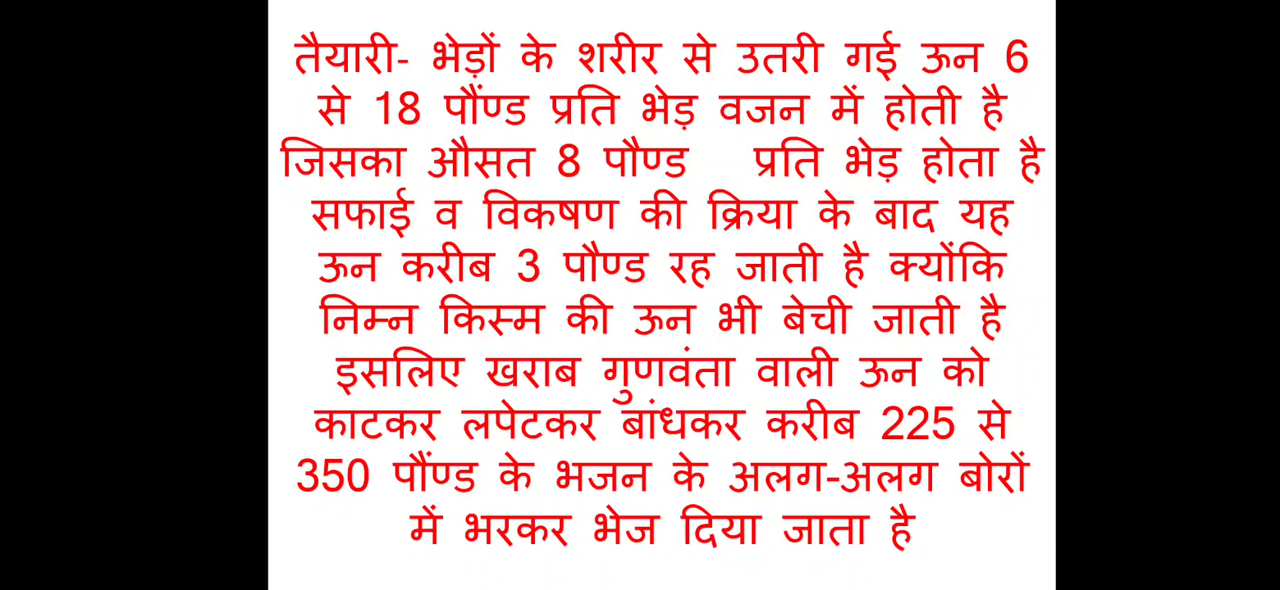 तैयारी- भेड़ों के शरीर से उतरी गई ऊन 6
से 18 पौंण्ड प्रति भेड़ वजन में होती है
जिसका औसत 8 पौण्ड प्रति भेड़ होता है
सफाई व विकषण की क्रिया के बाद यह
ऊन करीब 3 पौण्ड रह जाती है क्योंकि
निम्न किस्म की ऊन भी बेची जाती है
इसलिए खराब गुणवंता वाली ऊन को
काटकर लपेटकर बांधकर करीब 225 से
350 पौंण्ड के भजन के अलग-अलग बोरों
में भरकर भेज दिया जाता है